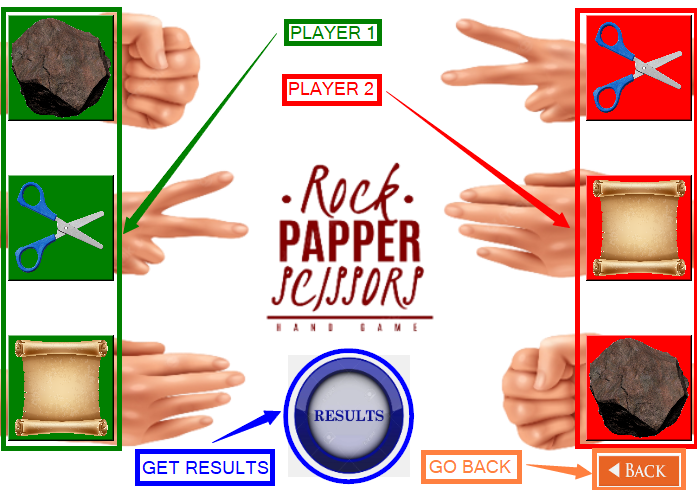 PLAYER 1
PLAYER 2
Rock
PAPPER
SCISSORS
HAND GAME
RESULTS
GET RESULTS
GO BACK
BACK